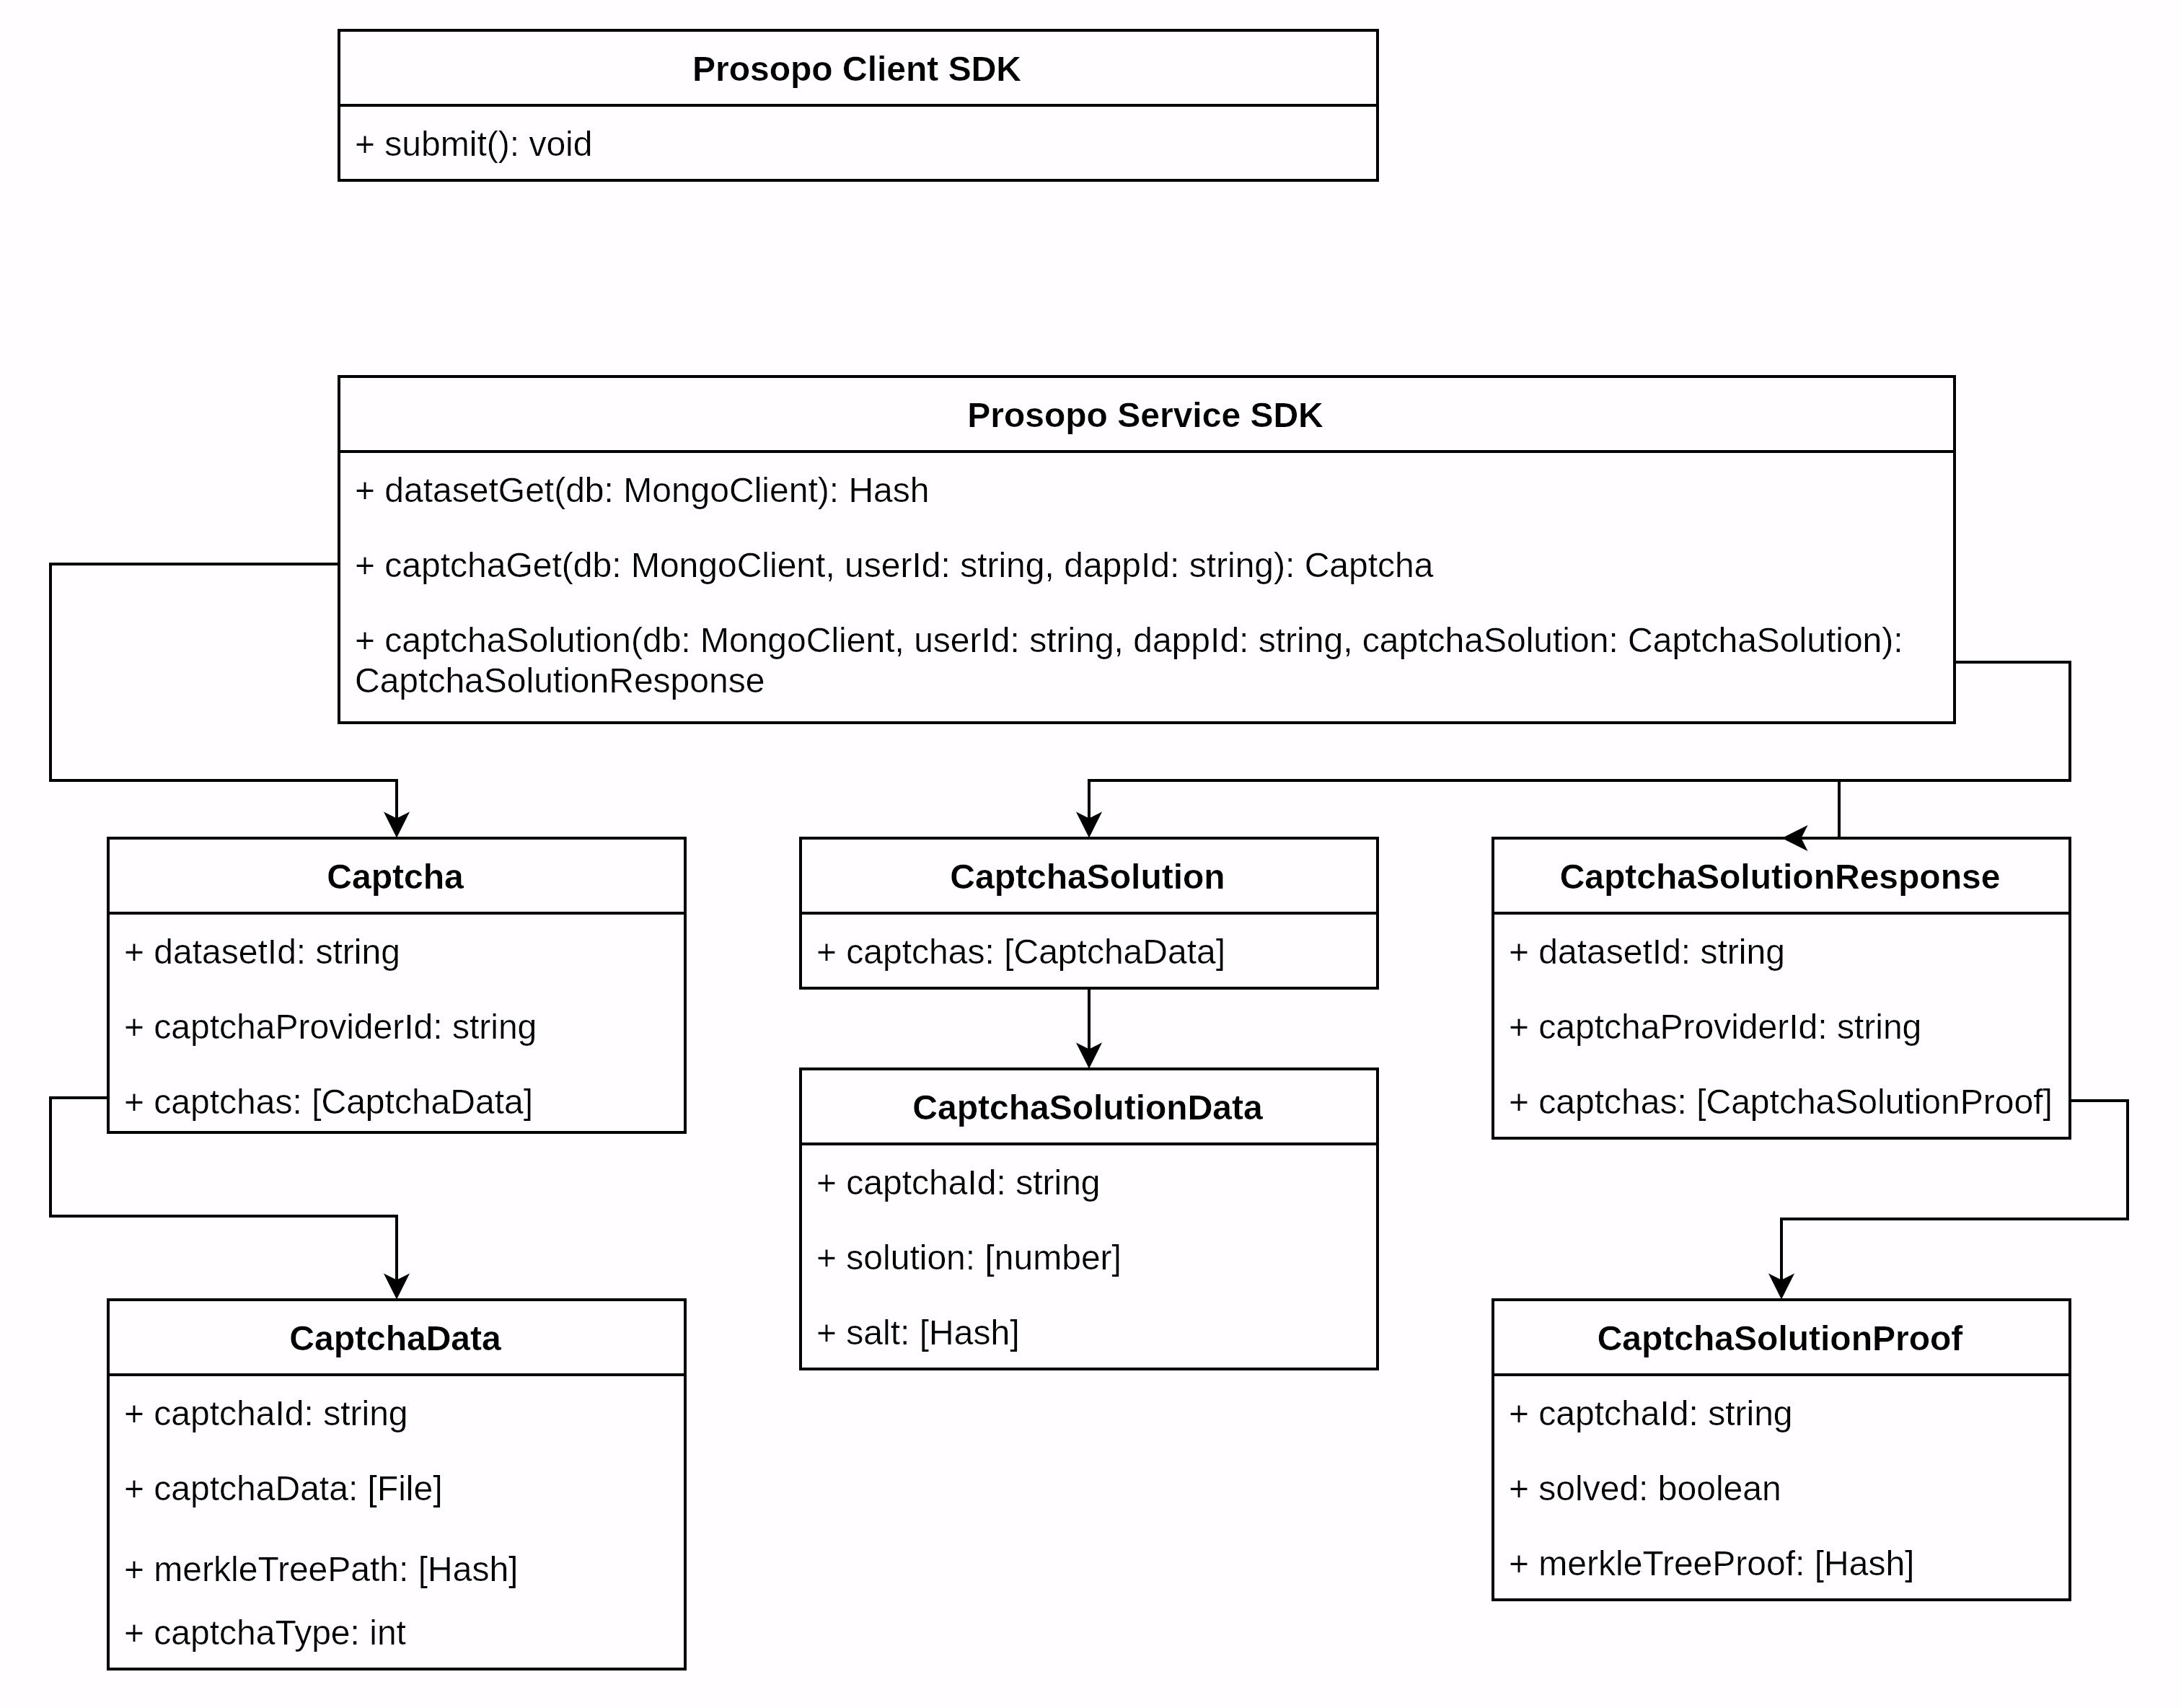 Prosopo Client SDK
+ submit(): void
Prosopo Service SDK
+ datasetGet(db: MongoClient): Hash
+ captchaGet(db: MongoClient, userId: string, dappId: string): Captcha
+ captchaSolution(db: MongoClient, userId: string, dappId: string, captchaSolution: CaptchaSolution):
CaptchaSolutionResponse
Captcha
+ datasetId: string
+ captchaProviderId: string
+ captchas: [CaptchaData]
CaptchaSolution
+ captchas: [CaptchaData]
CaptchaSolutionResponse
+ datasetId: string
+ captchaProviderId: string
+ captchas: [CaptchaSolutionProof]
CaptchaSolutionData
+ captchaId: string
+ solution: [number]
+ salt: [Hash]
CaptchaData
+ captchaId: string
+ captchaData: [File]
+ merkleTreePath: [Hash]
+ captchaType: int
CaptchaSolutionProof
+ captchaId: string
+ solved: boolean
+ merkleTreeProof: [Hash]